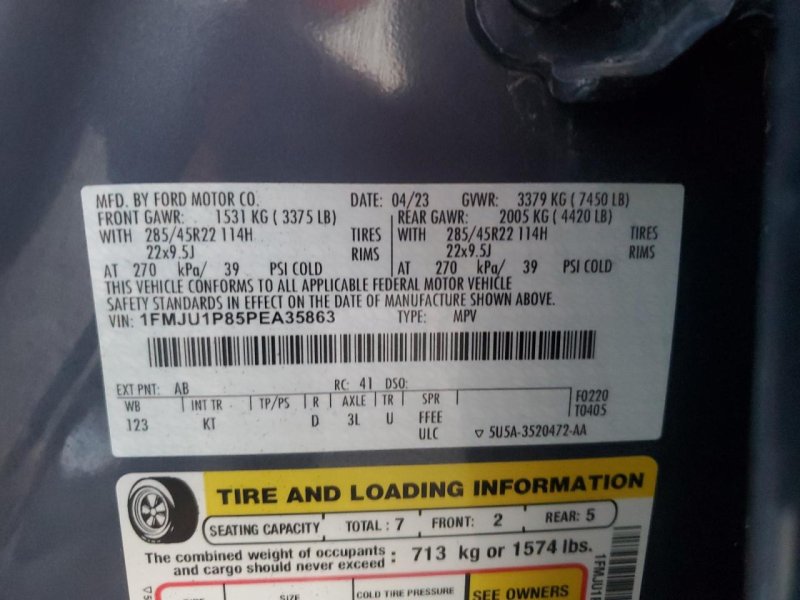 MFD. BY FORD MOTOR CO. DATE: 04/23 GVWR: 3379 KG ( 7450 LB)
FRONT GAWR: 1531 KG ( 3375 LB) REAR GAWR: 2005 KG ( 4420 LB)
WITH 285/45R22 114H TIRES WITH 285/45R22 114H TIRES
22x9.5J RIMS 22x9.5J RIMS
AT 270 kPa/ 39 PSI COLD AT 270 kPa/ 39 PSI COLD
THIS VEHICLE CONFORMS TO ALL APPLICABLE FEDERAL MOTOR VEHICLE
SAFETY STANDARDS IN EFFECT ON THE DATE OF MANUFACTURE SHOWN ABOVE.
VIN: 1FMJU1P85PEA35863 TYPE: MPV
EXT PNT: AB RC: 41 DSO:
WB INT TR TP/PS R AXLE TR SPR F0220
123 KT D 3L U FFEE T0405
ULC ▽ 5U5A-3520472-AA
TIRE AND LOADING INFORMATION
SEATING CAPACITY TOTAL : 7 FRONT: 2 REAR: 5
The combined weight of occupants and cargo should never exceed : 713 kg or 1574 lbs.
SIZE COLD TIRE PRESSURE SEE OWNERS
1FMJU1